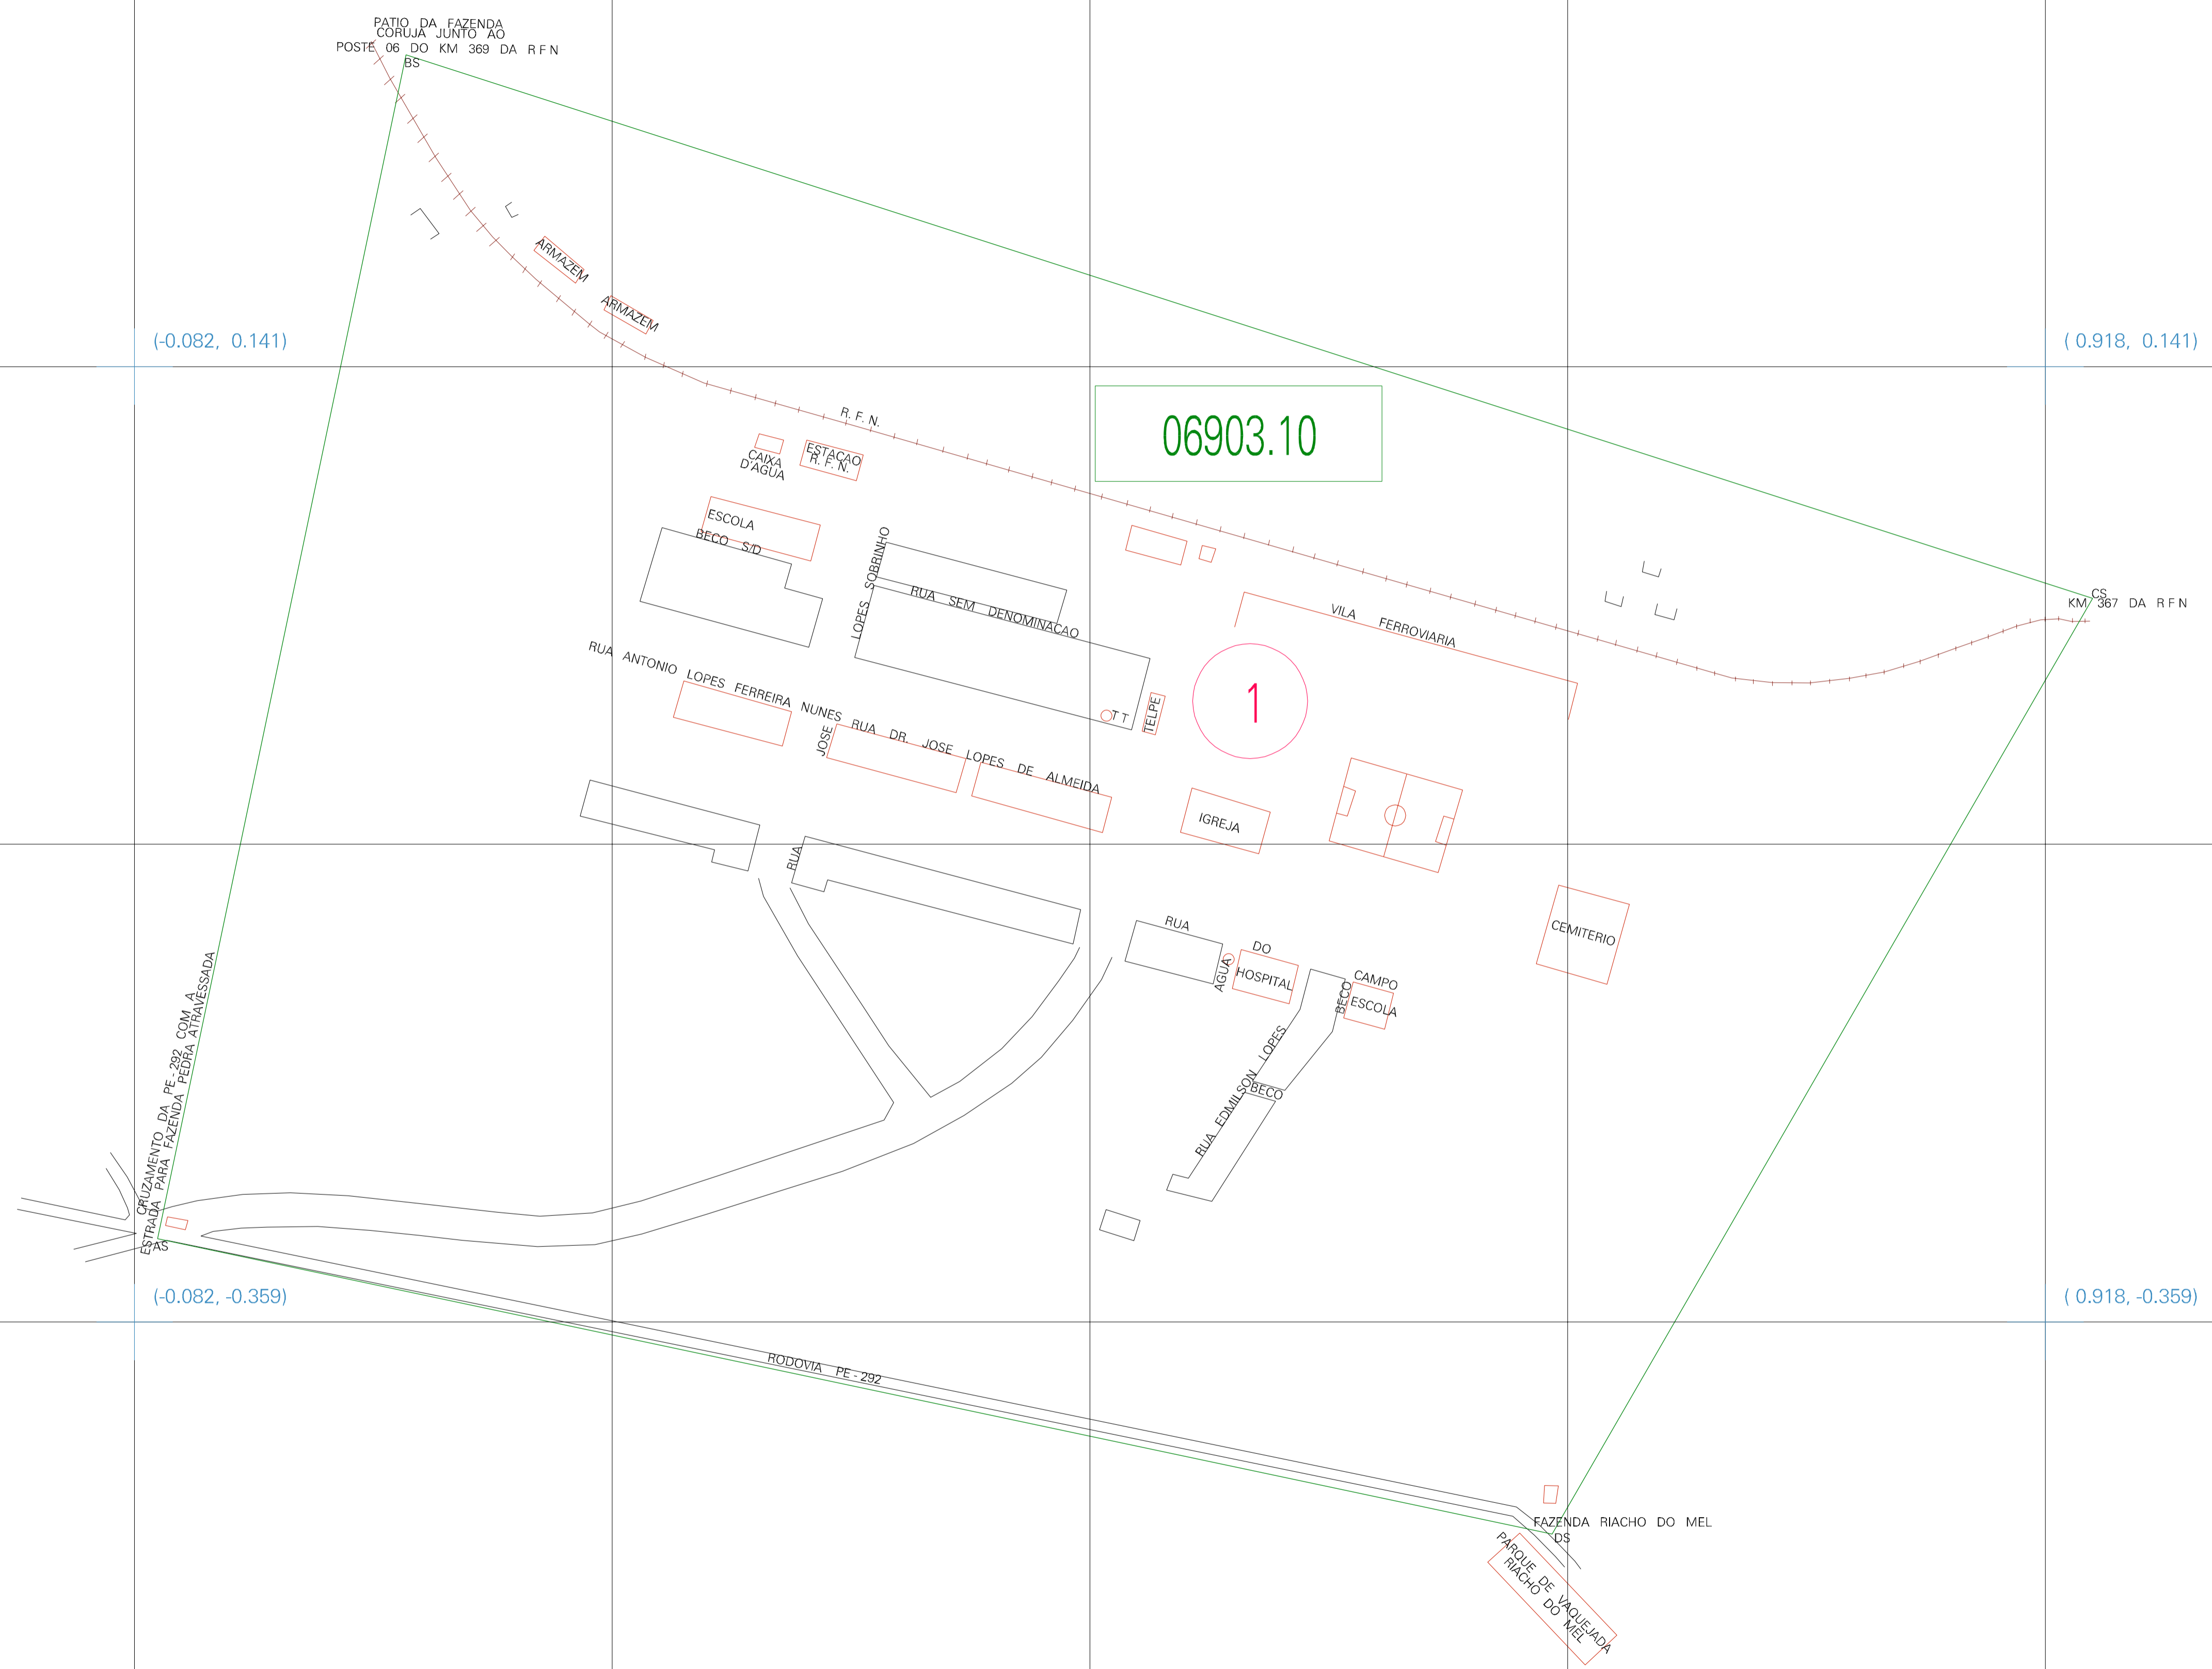 PATIO DA FAZENDA
CORUJA JUNTO AO
POSTE 06 DO KM 369 DA R F N
BS
ARMAZEM
ARMAZEM
(-0.082, 0.141)
( 0.918, 0.141)
R. F. N.
06903.10
ESTACAO
R. F. N.
CAIXA
D'AGUA
ESCOLA
BECO S/D
LOPES SOBRINHO
RUA SEM DENOMINACAO
VILA FERROVIARIA
CS
KM 367 DA R F N
RUA ANTONIO LOPES FERREIRA NUNES
RUA DR. JOSE LOPES DE ALMEIDA
JOSE
T T
TELPE
1
IGREJA
RUA
CEMITERIO
RUA DO CAMPO
AGUA
HOSPITAL
BECO
ESCOLA
RUA EDMILSON LOPES
BECO
CRUZAMENTO DA PE - 292 COM A
ESTRADA PARA FAZENDA PEDRA ATRAVESSADA
AS
(-0.082, -0.359)
( 0.918, -0.359)
RODOVIA PE - 292
FAZENDA RIACHO DO MEL
DS
PARQUE DE VAQUEJADA
RIACHO DO MEL